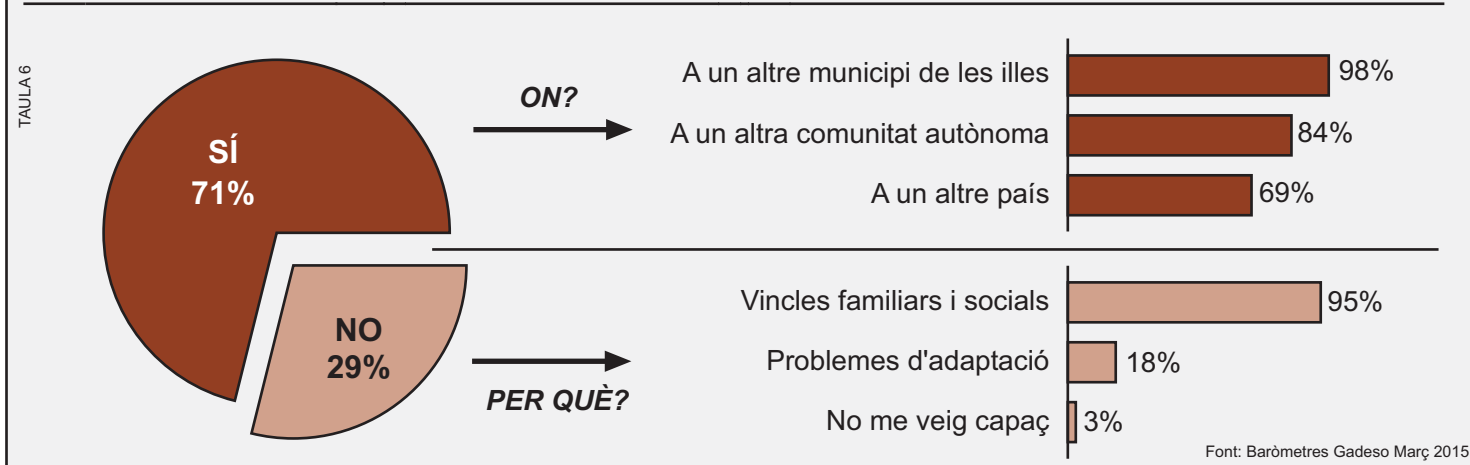 TAULA 6
SÍ
71%
ON?
A un altre municipi de les illes 98%
A un altra comunitat autònoma 84%
A un altre país 69%
NO
29%
PER QUÈ?
Vincles familiars i socials 95%
Problemes d'adaptació 18%
No me veig capaç 3%
Font: Baròmetres Gadeso Març 2015